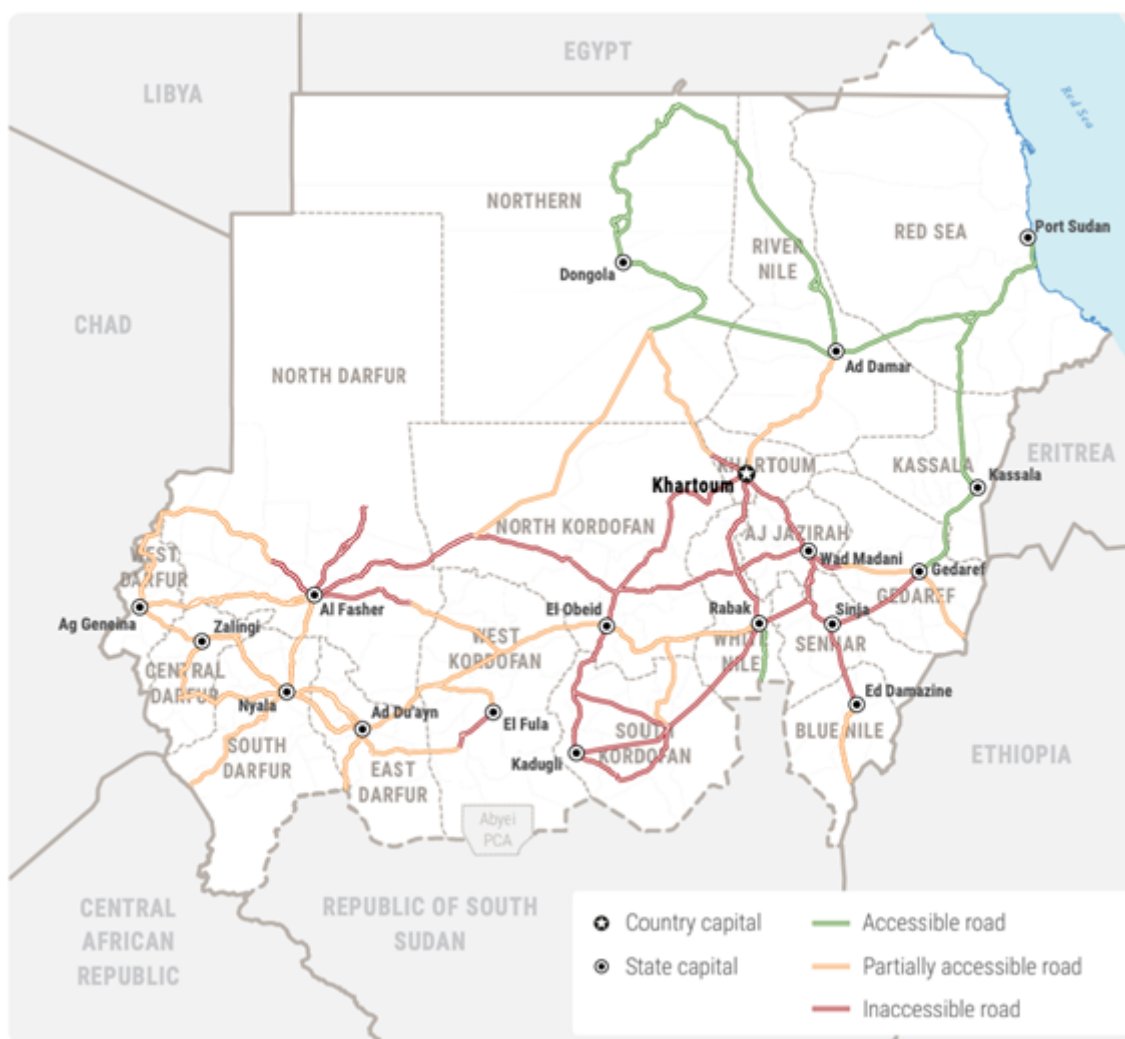 EGYPT
LIBYA
Red Sea
NORTHERN
RED SEA
Port Sudan
RIVER
NILE
Dongola
CHAD
Ad Damar
NORTH DARFUR
ERITREA
KHARTOUM
KASSALA
Khartoum
Kassala
NORTH KORDOFAN
AJ JAZIRAH
WEST
DARFUR
Wad Madani
Gedaref
GEDAREF
Al Fasher
Ag Geneina
El Obeid
Rabak
Sinja
Zalingi
WEST
KORDOFAN
WHITE
NILE
SENNAR
CENTRAL
DARFUR
Nyala
Ed Damazine
Ad Du'ayn
El Fula
BLUE NILE
SOUTH
DARFUR
SOUTH
KORDOFAN
Kadugli
EAST
DARFUR
ETHIOPIA
Abyei
PCA
CENTRAL
AFRICAN
REPUBLIC
REPUBLIC OF SOUTH
SUDAN
Country capital
Accessible road
State capital
Partially accessible road
Inaccessible road